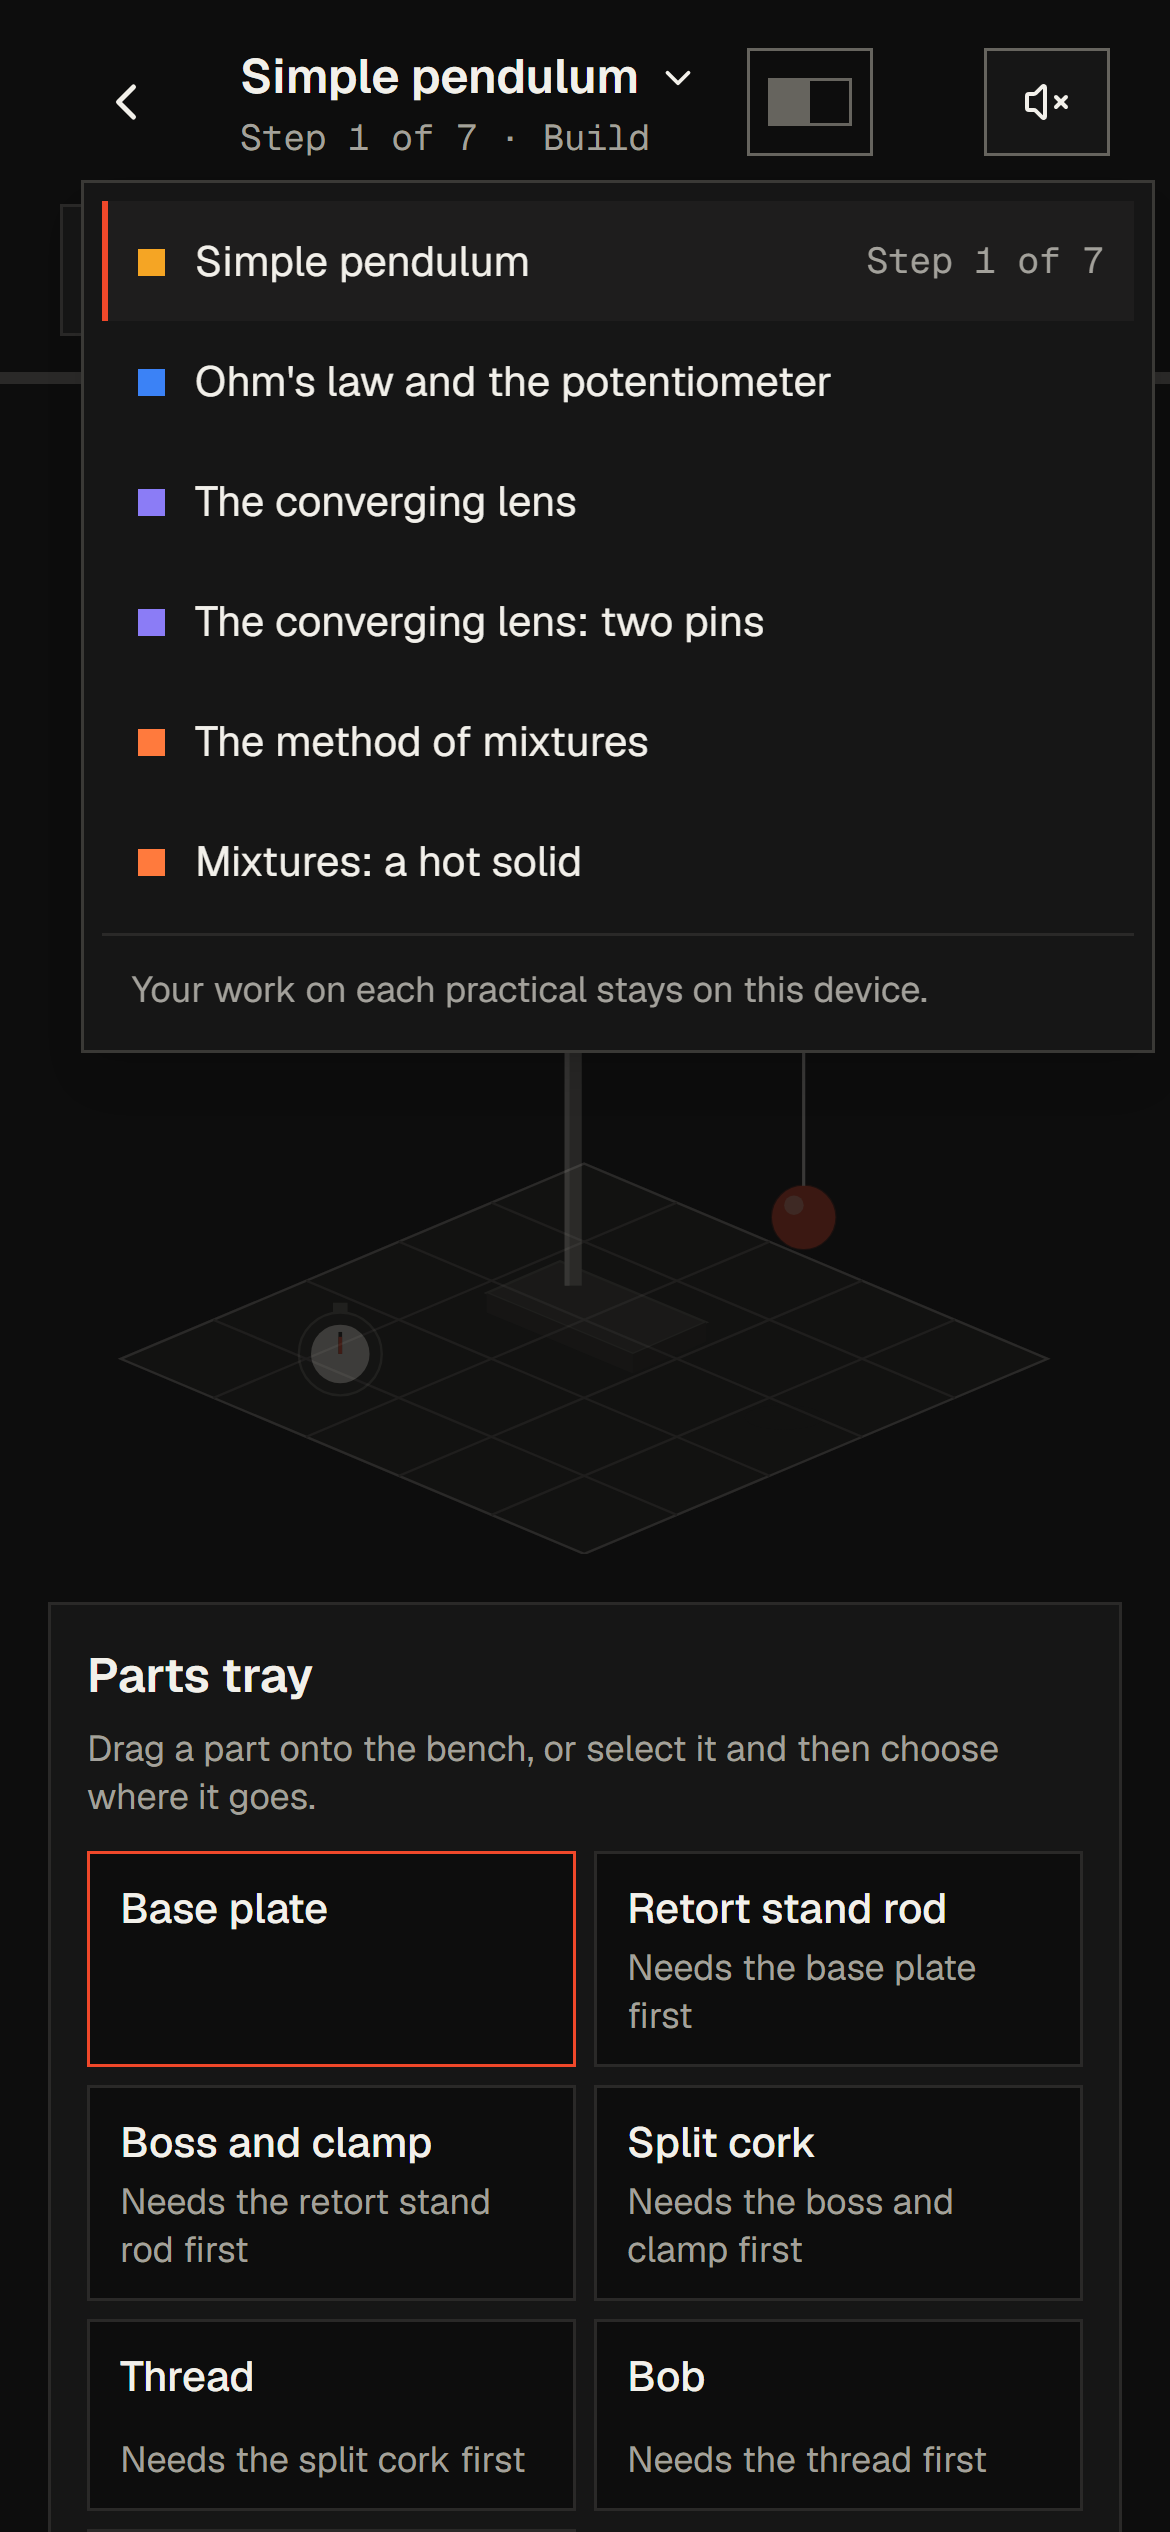 Simple pendulum
Step 1 of 7 · Build
Simple pendulum
Step 1 of 7
Ohm's law and the potentiometer
The converging lens
The converging lens: two pins
The method of mixtures
Mixtures: a hot solid
Your work on each practical stays on this device.
Parts tray
Drag a part onto the bench, or select it and then choose
where it goes.
Base plate
Retort stand rod
Needs the base plate
first
Boss and clamp
Needs the retort stand
rod first
Split cork
Needs the boss and
clamp first
Thread
Needs the split cork first
Bob
Needs the thread first